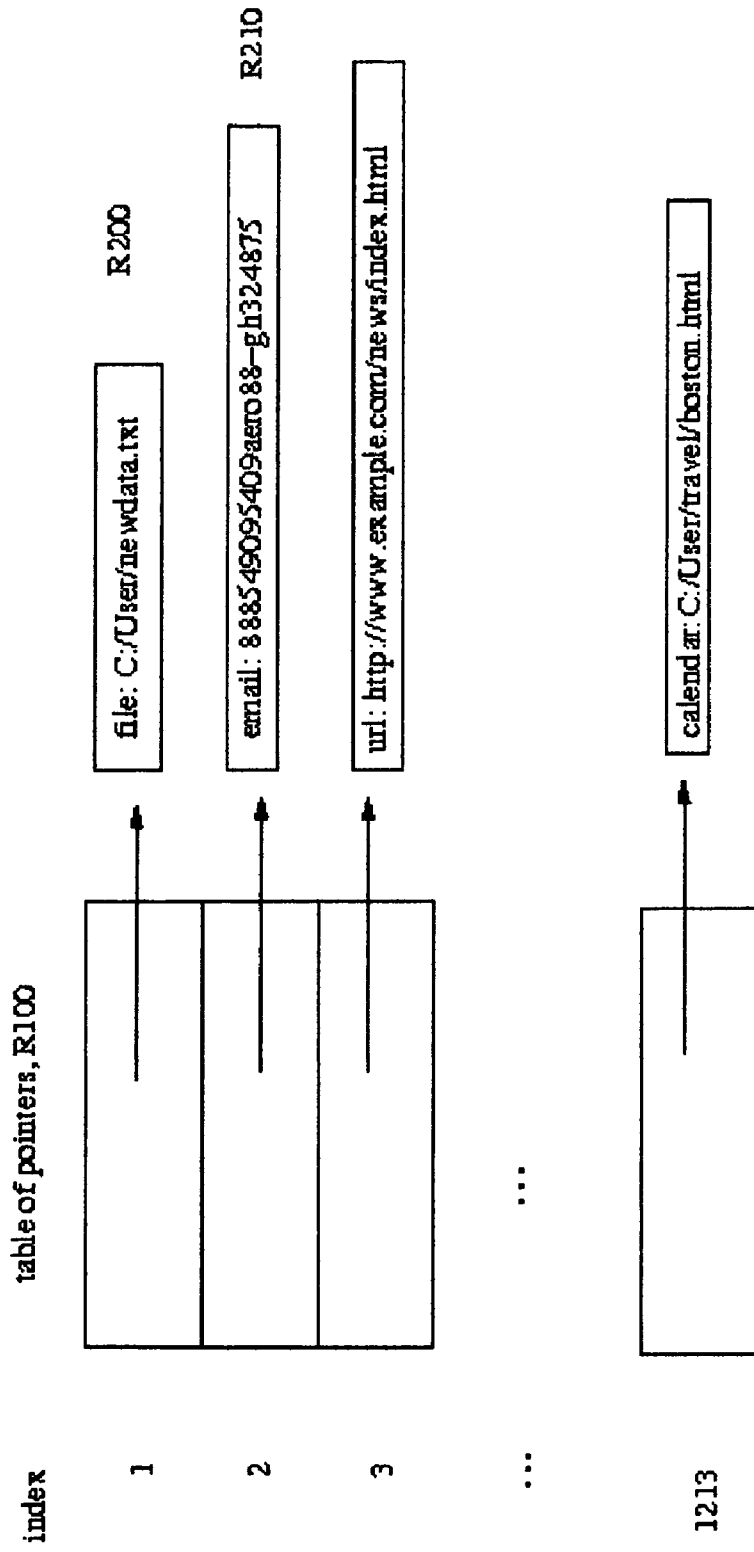 index
table of pointers, R100
1
file: C:/User/newdata.txt
R200
2
email: 888549095409aero88-gh324875
R210
3
url: http://www.example.com/news/index.html
...
...
1213
calendar: C:/User/travel/boston.html